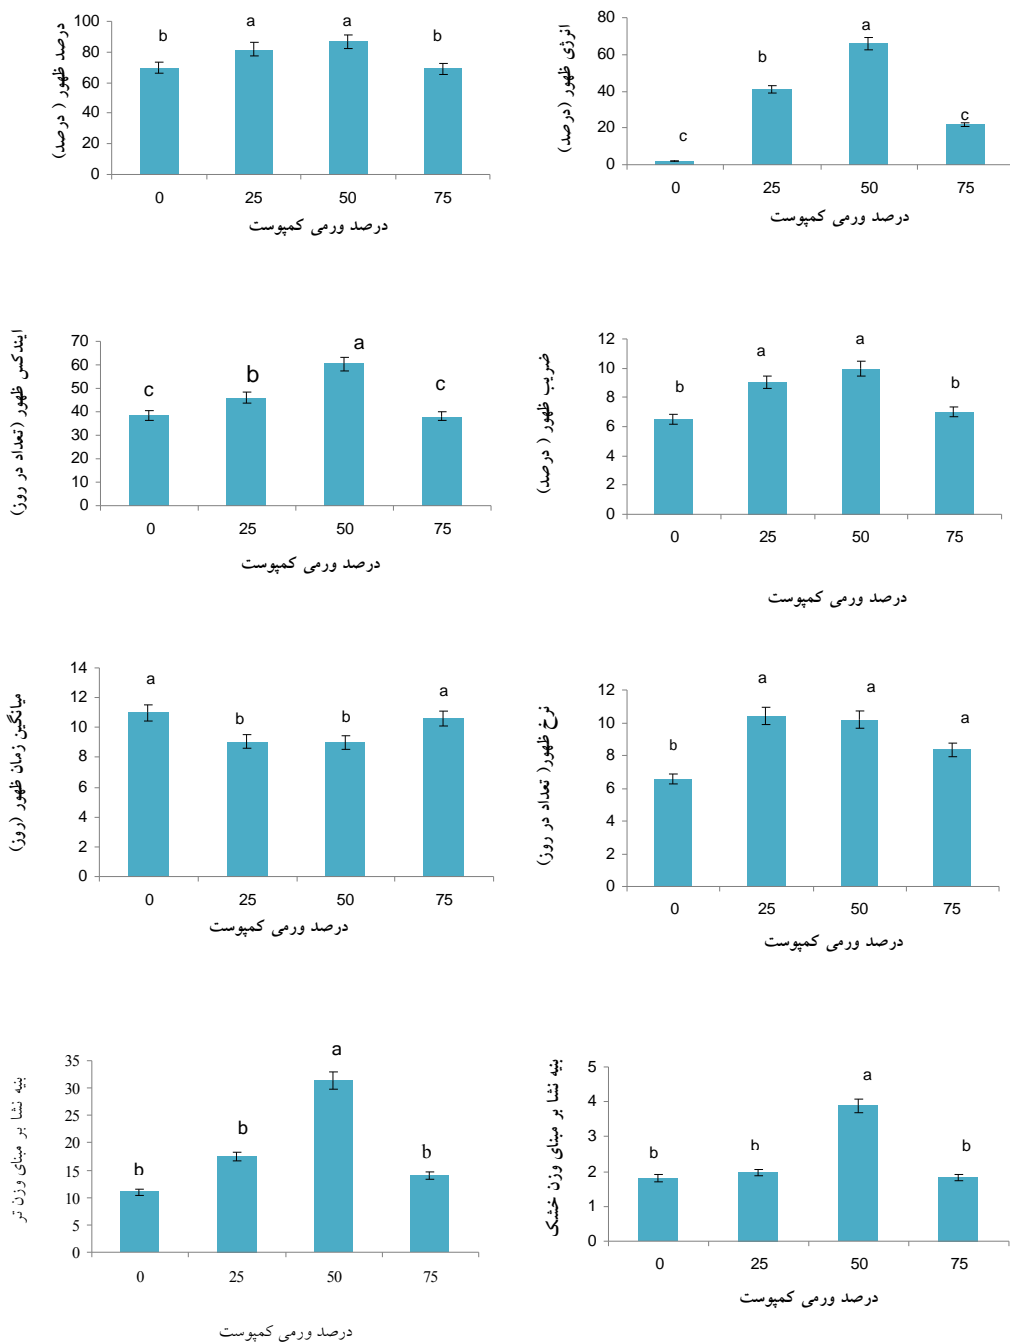 درصد ظهور ( درصد)
100
80
60
40
20
0
b
a
a
b
0 25 50 75
درصد ورمی کمپوست
انرژی ظهور (درصد)
80
60
40
20
0
c
b
a
c
0 25 50 75
درصد ورمی کمپوست
ایندکس ظهور (تعداد در روز)
70
60
50
40
30
20
10
0
c
b
a
c
0 25 50 75
درصد ورمی کمپوست
ضریب ظهور ( درصد)
12
10
8
6
4
2
0
b
a
a
b
0 25 50 75
درصد ورمی کمپوست
میانگین زمان ظهور (روز)
14
12
10
8
6
4
2
0
a
b
b
a
0 25 50 75
درصد ورمی کمپوست
نرخ ظهور( تعداد در روز)
12
10
8
6
4
2
0
b
a
a
a
0 25 50 75
درصد ورمی کمپوست
بنیه نشا بر مبنای وزن تر
35
30
25
20
15
10
5
0
b
b
a
b
0 25 50 75
درصد ورمی کمپوست
بنیه نشا بر مبنای وزن خشک
5
4
3
2
1
0
b
b
a
b
0 25 50 75
درصد ورمی کمپوست